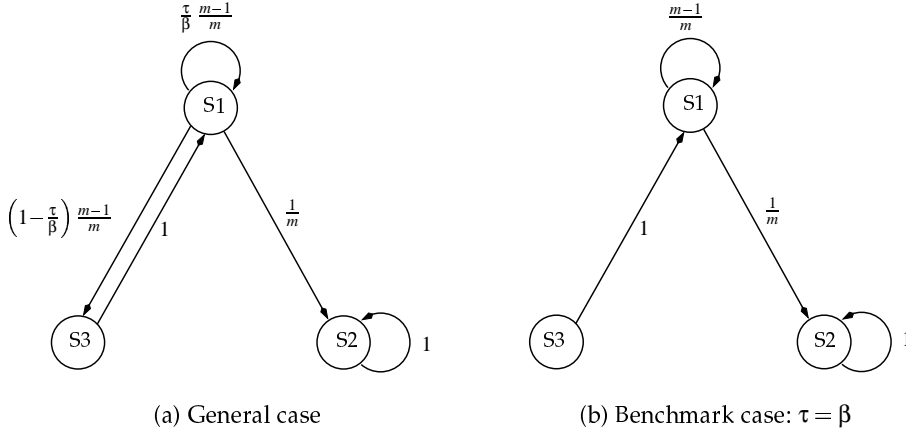 τ/β m−1/m
S1
(1−τ/β) m−1/m
1
1/m
S3
S2
1
(a) General case
m−1/m
S1
1
1/m
S3
S2
1
(b) Benchmark case: τ = β